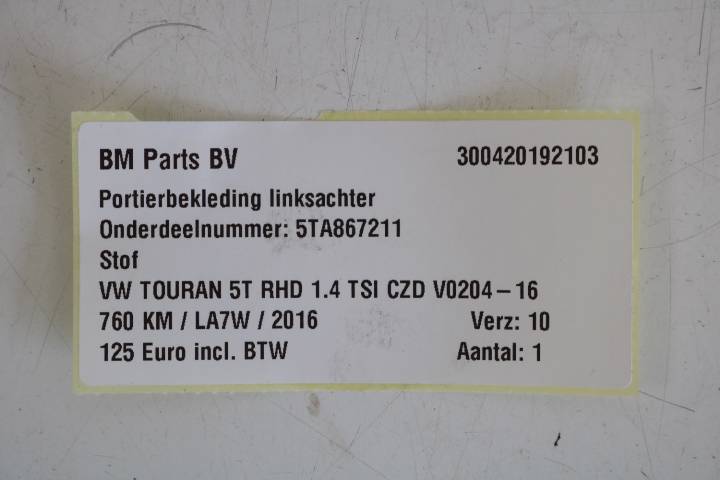 BM Parts BV 300420192103
Portierbekleding linksachter
Onderdeelnummer: 5TA867211
Stof
VW TOURAN 5T RHD 1.4 TSI CZD V0204-16
760 KM / LA7W / 2016 Verz: 10
125 Euro incl. BTW Aantal: 1